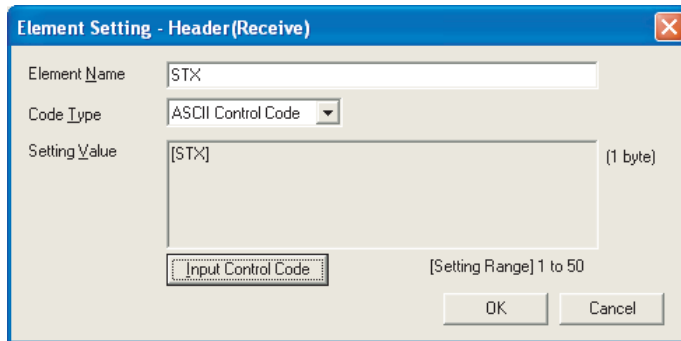 Element Setting - Header(Receive)
Element Name
STX
Code Type
ASCII Control Code
Setting Value
[STX]
(1 byte)
Input Control Code
[Setting Range] 1 to 50
OK
Cancel